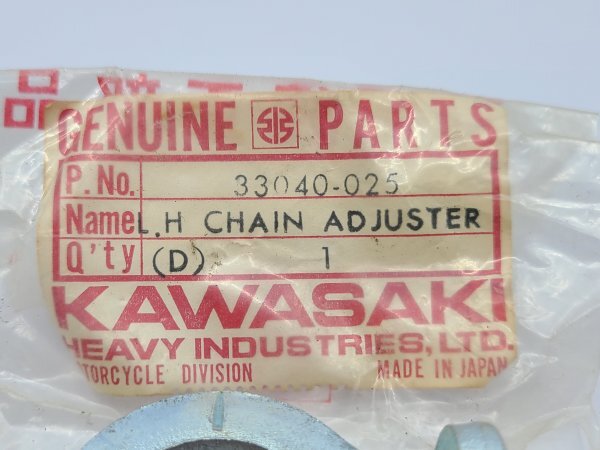 GENUINE PARTS
P. No. 33040-025
Name L.H CHAIN ADJUSTER
Q'ty (D) 1
KAWASAKI
HEAVY INDUSTRIES, LTD.
MOTORCYCLE DIVISION MADE IN JAPAN